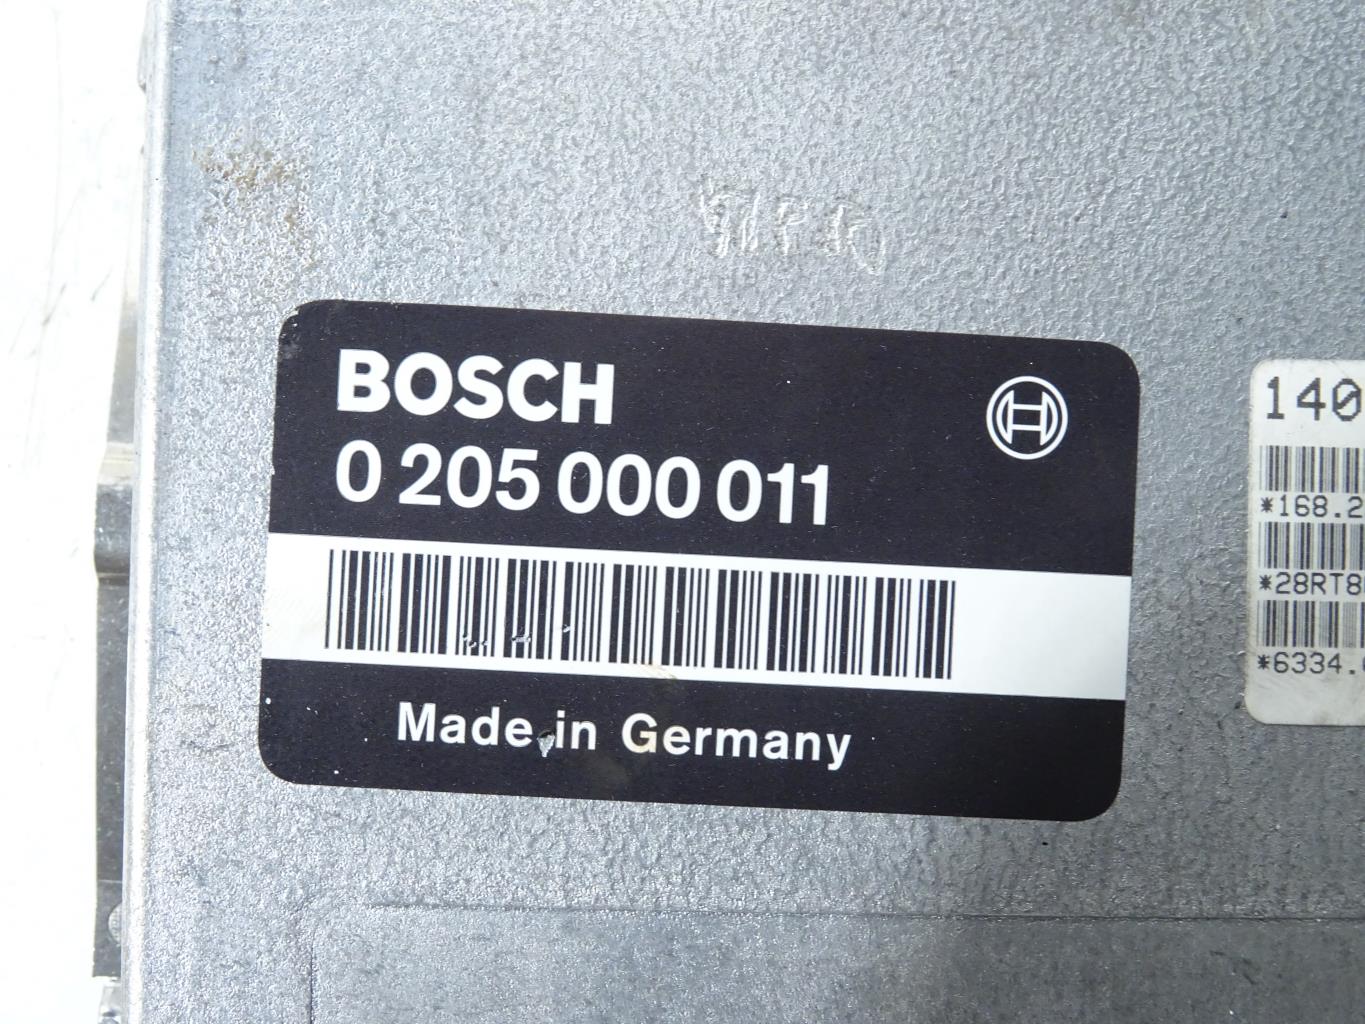 BOSCH
0 205 000 011
Made in Germany
140
*168.2
*28RT8
*6334.